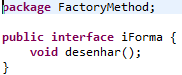 package FactoryMethod;
public interface iForma {
void desenhar();
}